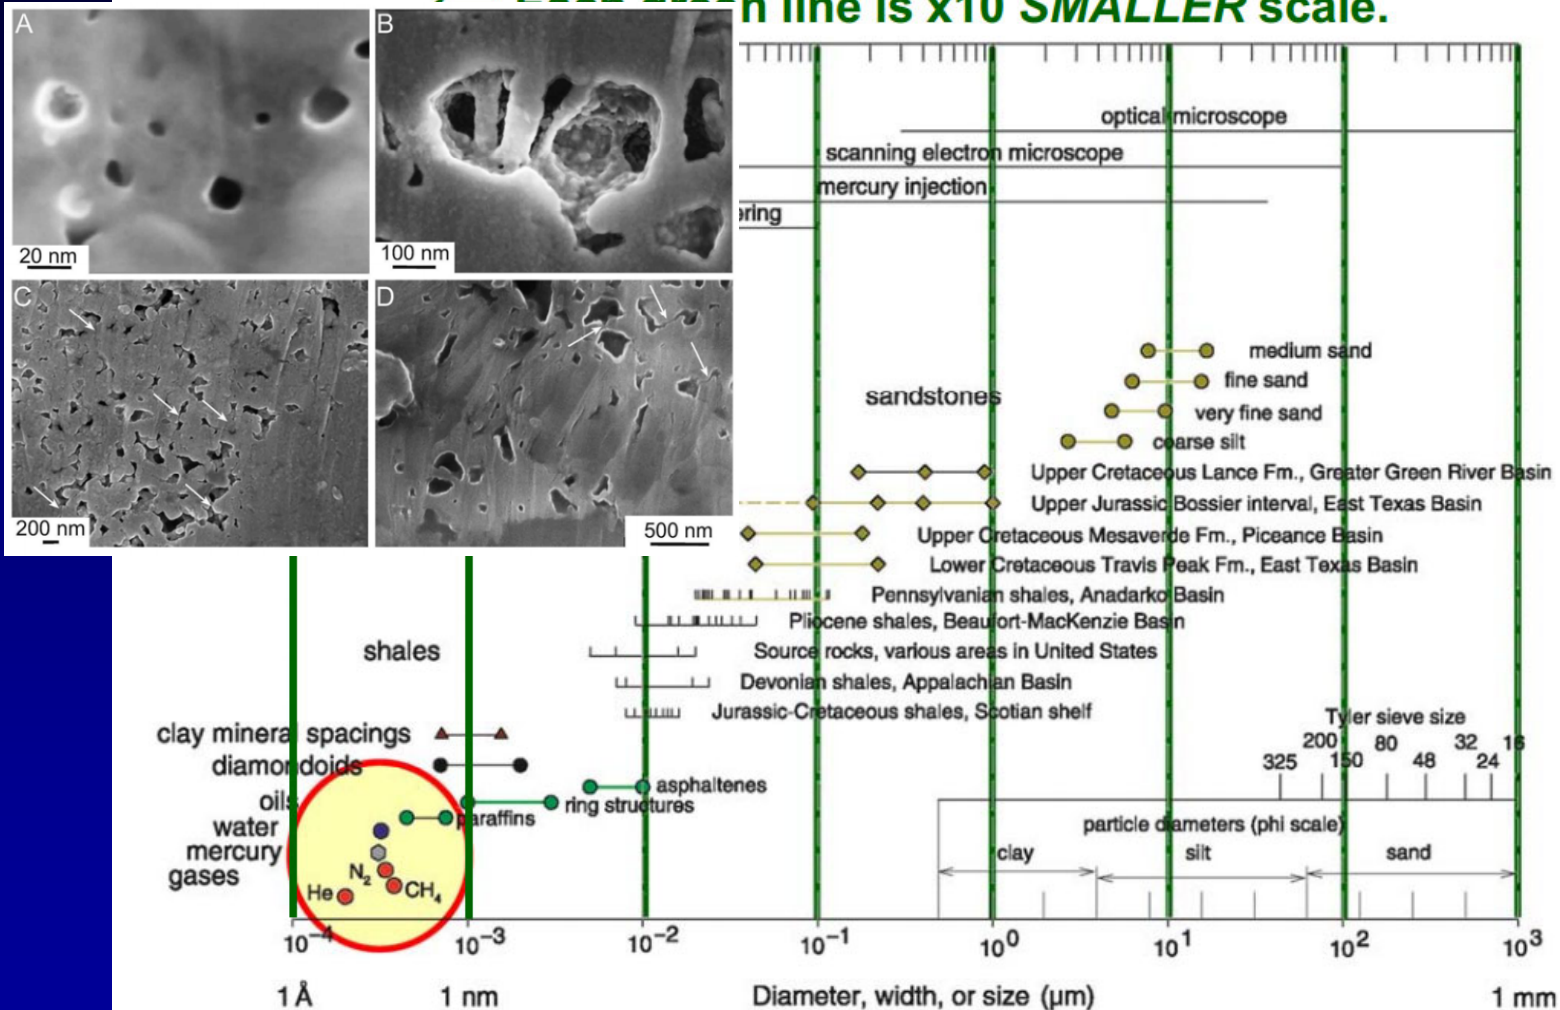 line is x10 SMALLER scale.
A
B
20 nm
100 nm
C
D
200 nm
500 nm
optical microscope
scanning electron microscope
mercury injection
medium sand
fine sand
sandstones
very fine sand
coarse silt
Upper Cretaceous Lance Fm., Greater Green River Basin
Upper Jurassic Bossier interval, East Texas Basin
Upper Cretaceous Mesaverde Fm., Piceance Basin
Lower Cretaceous Travis Peak Fm., East Texas Basin
Pennsylvanian shales, Anadarko Basin
Pliocene shales, Beaufort-MacKenzie Basin
shales
Source rocks, various areas in United States
Devonian shales, Appalachian Basin
Jurassic-Cretaceous shales, Scotian shelf
clay mineral spacings
diamondoids
asphaltenes
oils
ring structures
paraffins
water
mercury
gases
N₂
He
CH₄
Tyler sieve size
325 200 150 80 48 32 24 16
particle diameters (phi scale)
clay
silt
sand
10⁻⁴ 10⁻³ 10⁻² 10⁻¹ 10⁰ 10¹ 10² 10³
1 Å
1 nm
Diameter, width, or size (µm)
1 mm